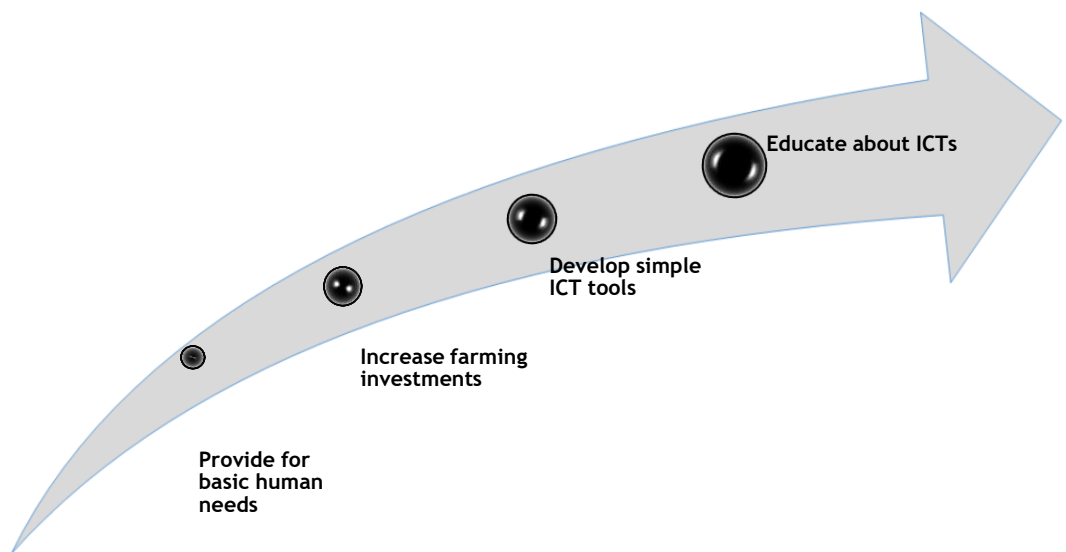 Educate about ICTs
Develop simple
ICT tools
Increase farming
investments
Provide for
basic human
needs